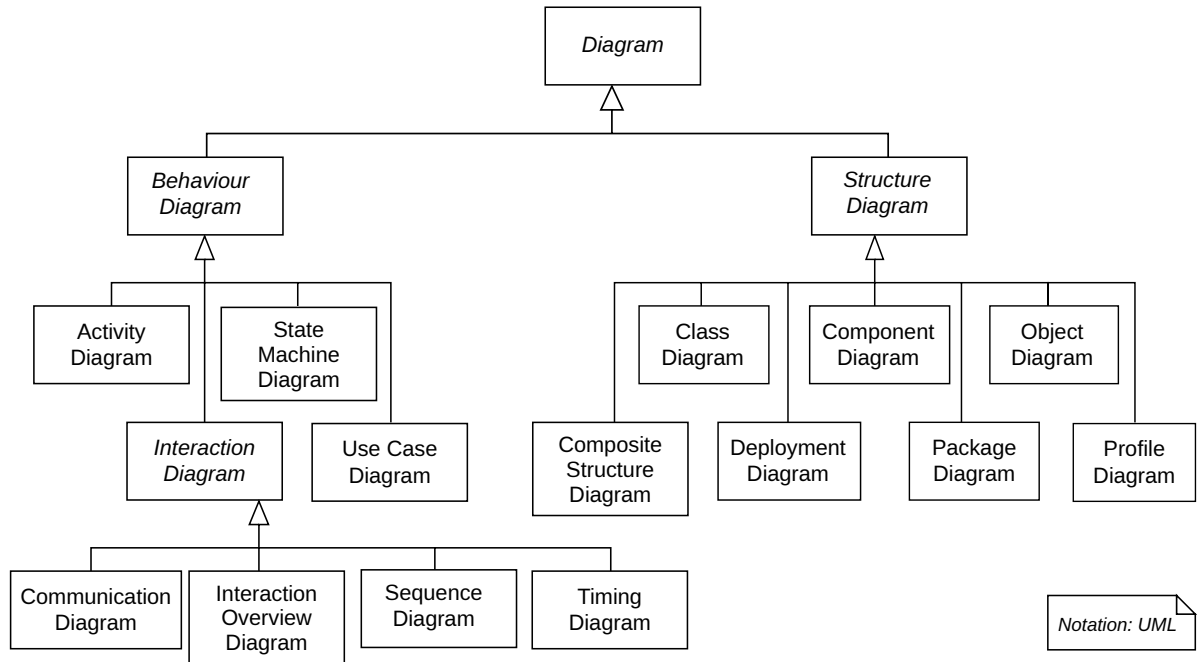 Diagram
Behaviour
Diagram
Structure
Diagram
Activity
Diagram
State
Machine
Diagram
Class
Diagram
Component
Diagram
Object
Diagram
Interaction
Diagram
Use Case
Diagram
Composite
Structure
Diagram
Deployment
Diagram
Package
Diagram
Profile
Diagram
Communication
Diagram
Interaction
Overview
Diagram
Sequence
Diagram
Timing
Diagram
Notation: UML